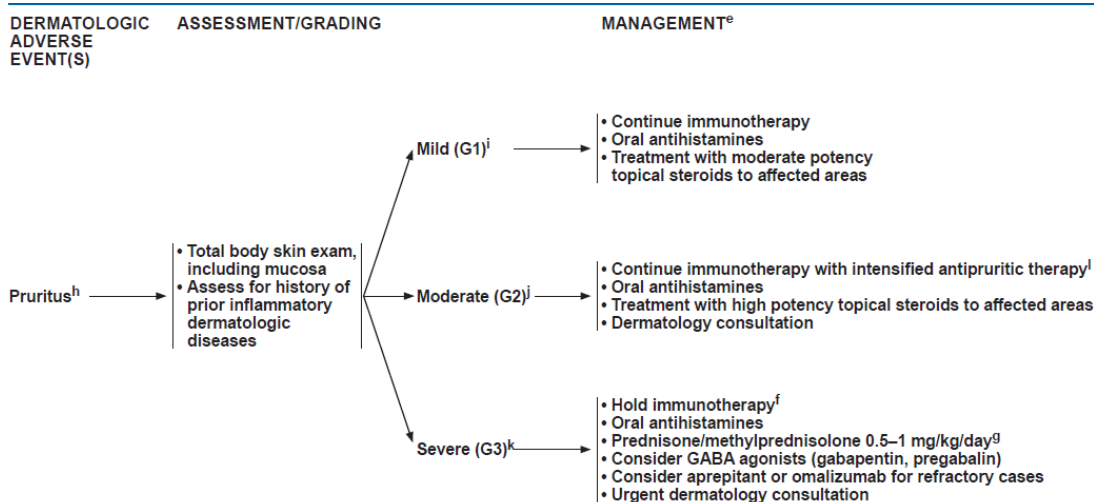 DERMATOLOGIC
ADVERSE
EVENT(S)
ASSESSMENT/GRADING
MANAGEMENTe
Pruritush
• Total body skin exam,
including mucosa
• Assess for history of
prior inflammatory
dermatologic
diseases
Mild (G1)i
• Continue immunotherapy
• Oral antihistamines
• Treatment with moderate potency
topical steroids to affected areas
Moderate (G2)j
• Continue immunotherapy with intensified antipruritic therapyl
• Oral antihistamines
• Treatment with high potency topical steroids to affected areas
• Dermatology consultation
Severe (G3)k
• Hold immunotherapyf
• Oral antihistamines
• Prednisone/methylprednisolone 0.5–1 mg/kg/dayg
• Consider GABA agonists (gabapentin, pregabalin)
• Consider aprepitant or omalizumab for refractory cases
• Urgent dermatology consultation